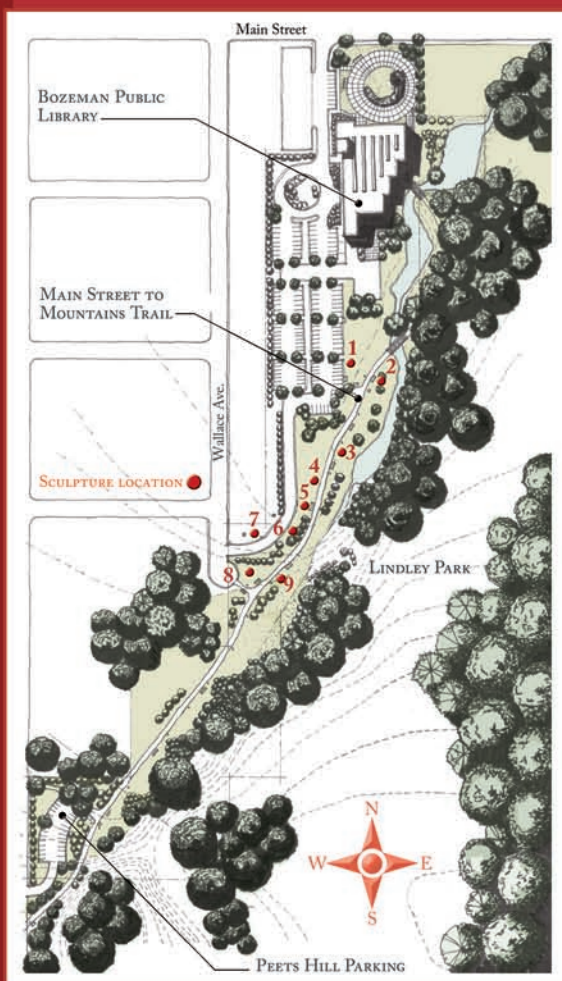 Main Street
Bozeman Public
Library
Main Street to
Mountains Trail
Wallace Ave.
1
2
3
Sculpture location
4
5
6
7
8
9
Lindley Park
N
W
E
S
Peets Hill Parking